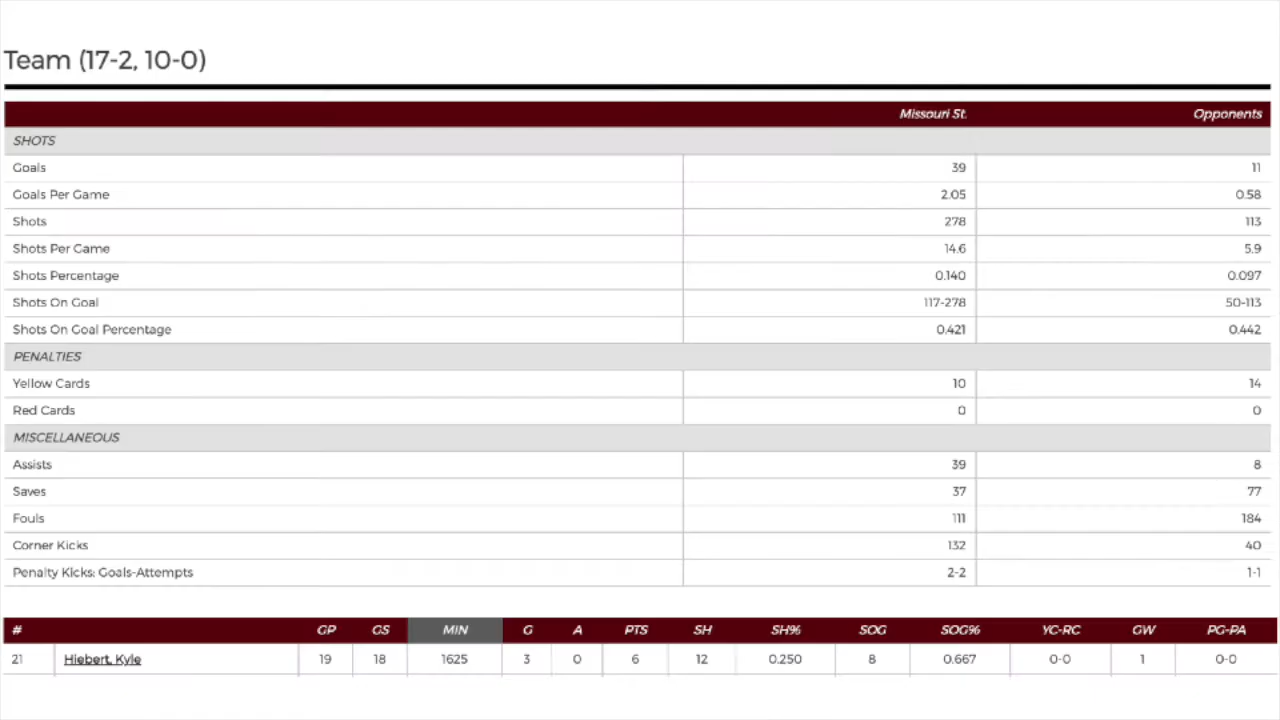 Team (17-2, 10-0)
Missouri St. Opponents
SHOTS
Goals 39 11
Goals Per Game 2.05 0.58
Shots 278 113
Shots Per Game 14.6 5.9
Shots Percentage 0.140 0.097
Shots On Goal 117-278 50-113
Shots On Goal Percentage 0.421 0.442
PENALTIES
Yellow Cards 10 14
Red Cards 0 0
MISCELLANEOUS
Assists 39 8
Saves 37 77
Fouls 111 184
Corner Kicks 132 40
Penalty Kicks: Goals-Attempts 2-2 1-1
# GP GS MIN G A PTS SH SH% SOG SOG% YC-RC GW PG-PA
21 Hiebert, Kyle 19 18 1625 3 0 6 12 0.250 8 0.667 0-0 1 0-0